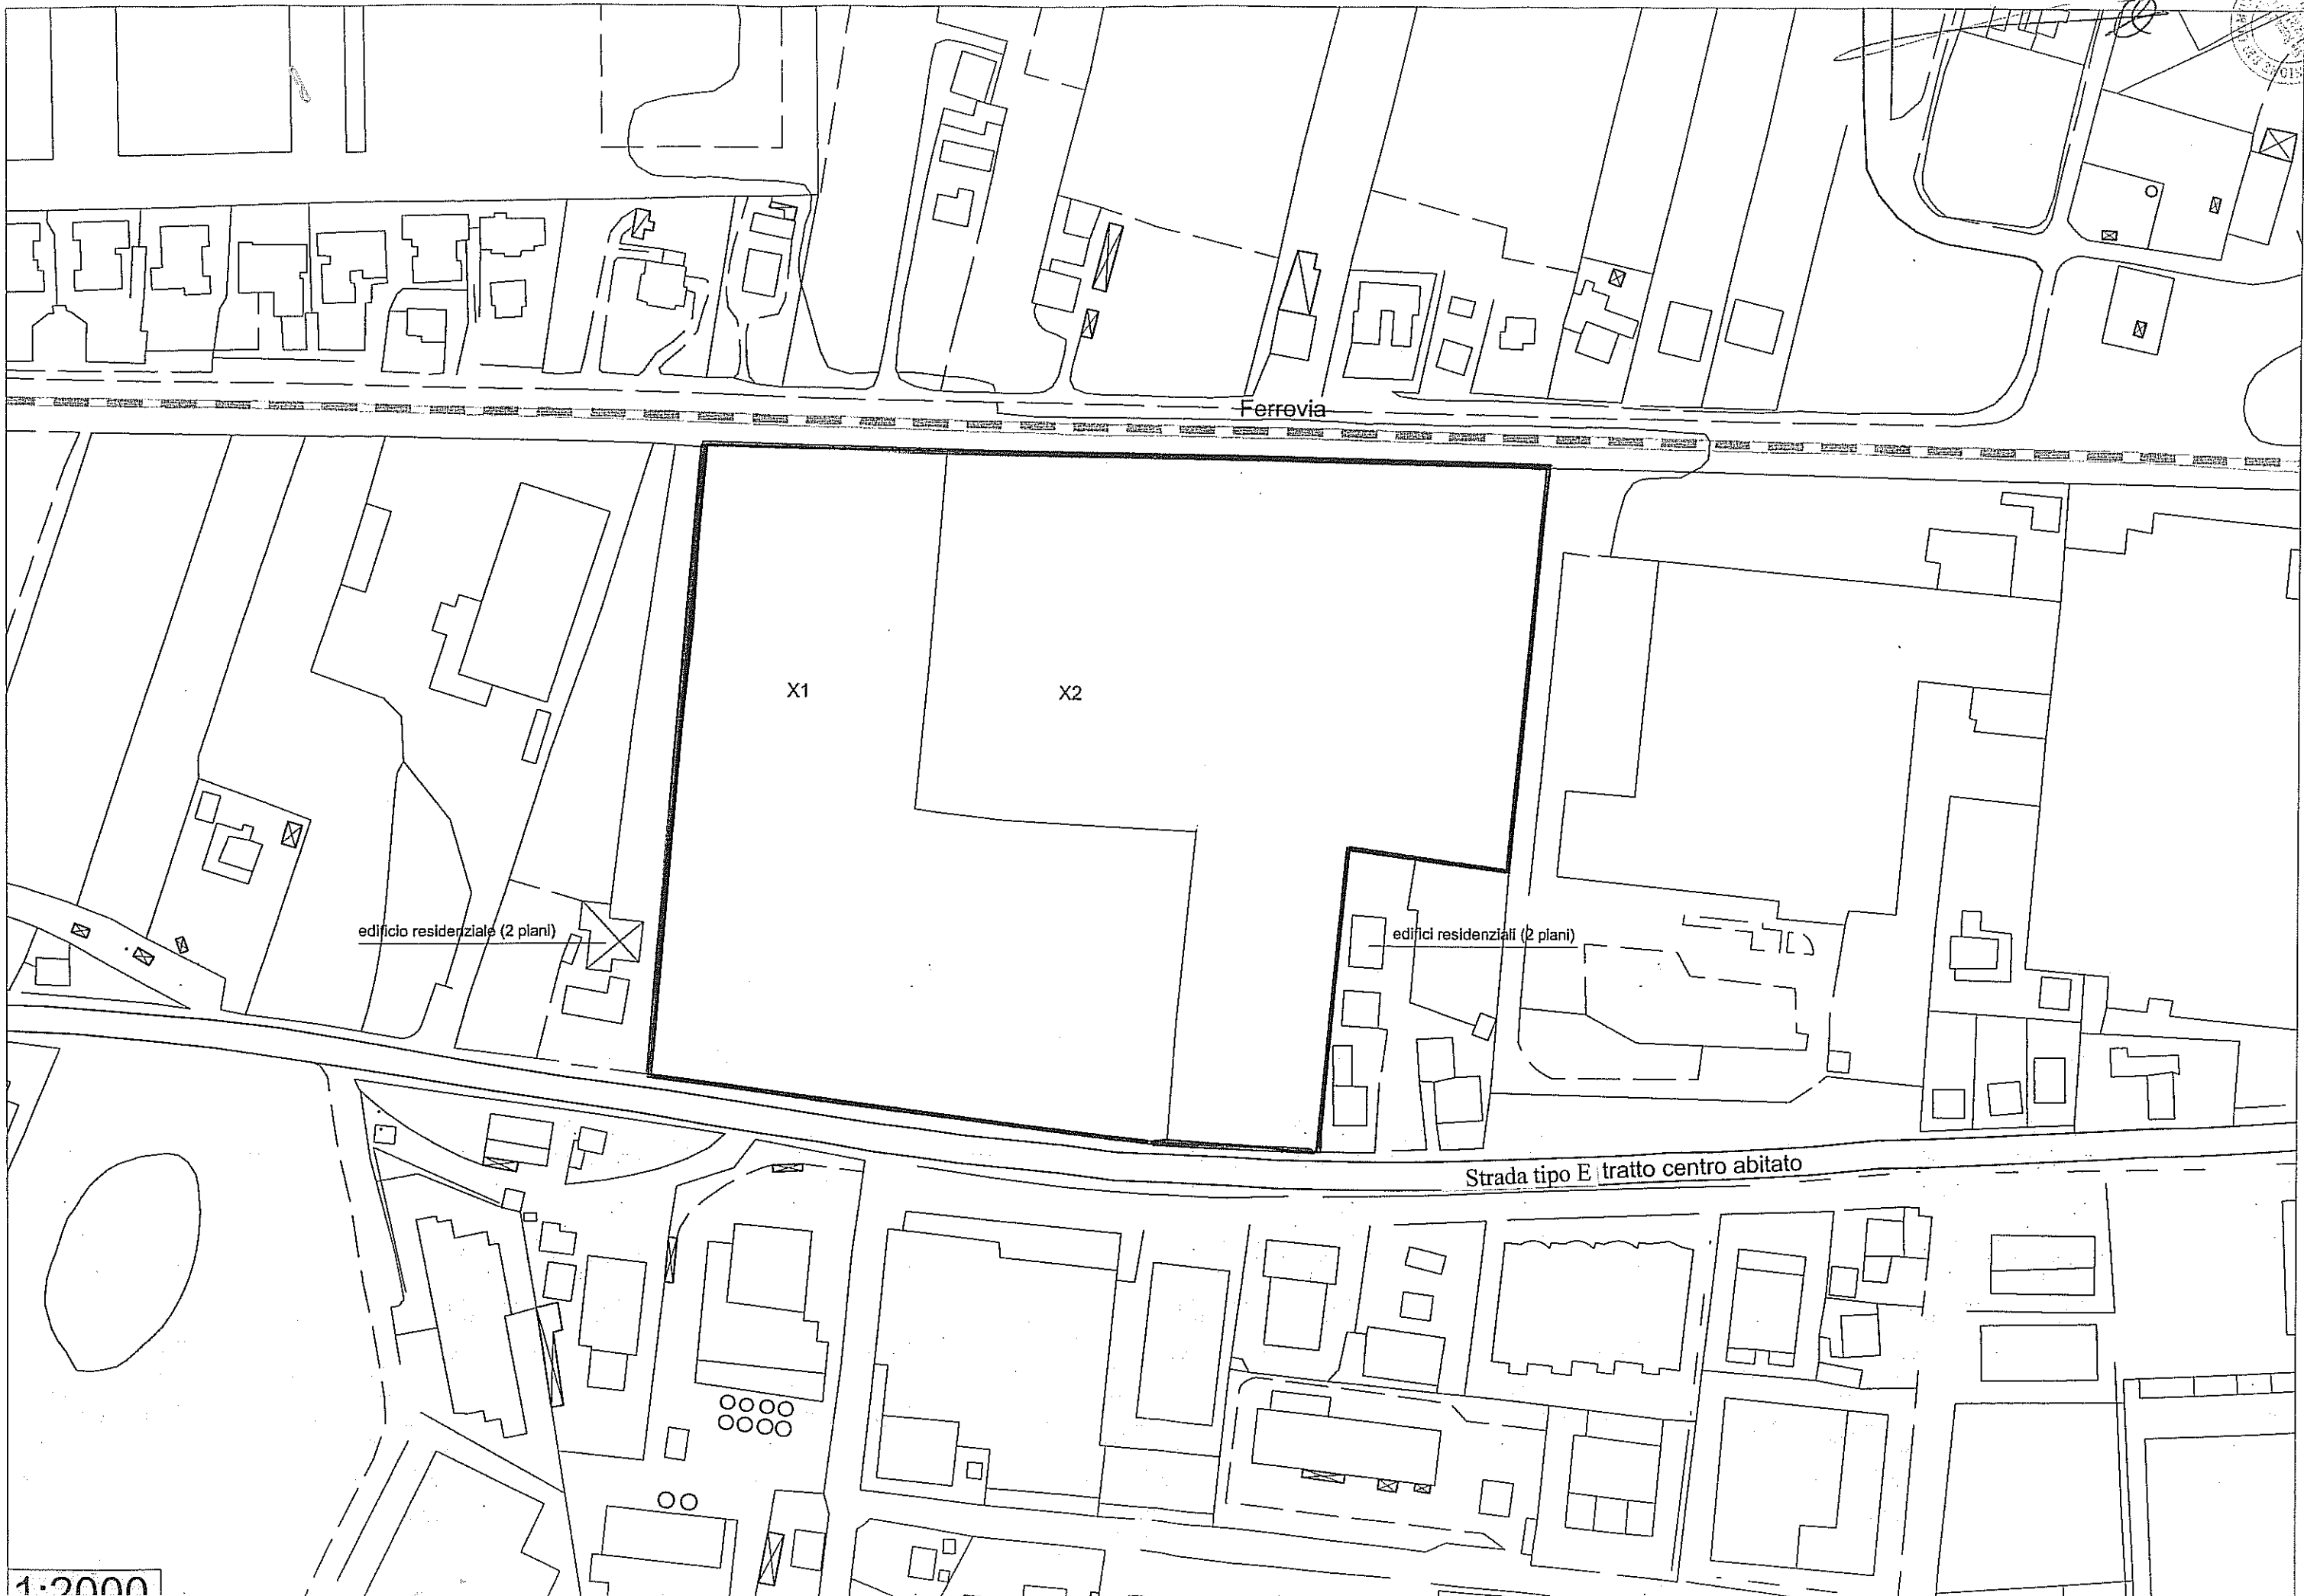 Ferrovia
X1
X2
edificio residenziale (2 piani)
edifici residenziali (2 piani)
Strada tipo E tratto centro abitato
1:2000